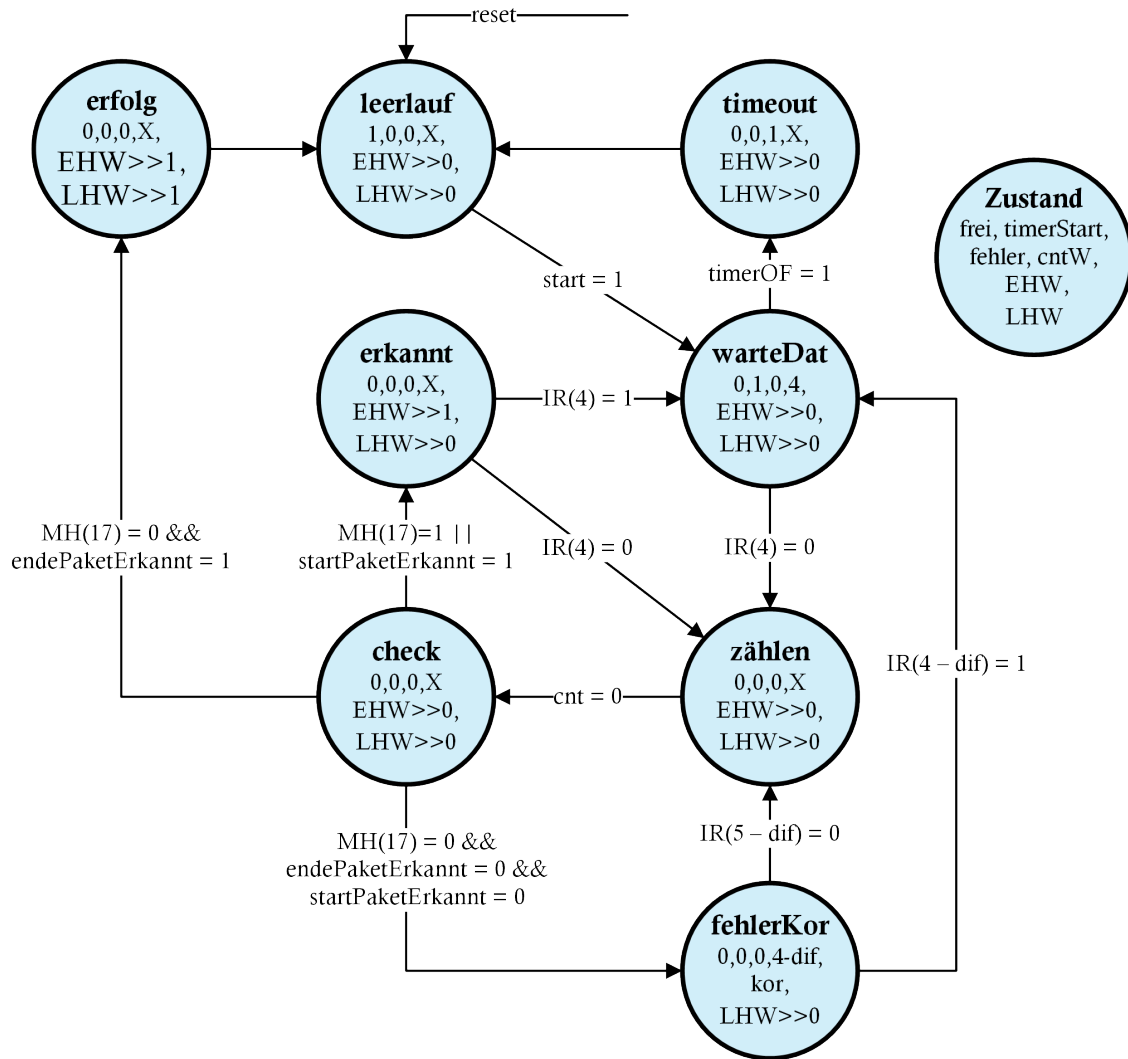 reset
erfolg
0,0,0,X,
EHW>>1,
LHW>>1
leerlauf
1,0,0,X,
EHW>>0,
LHW>>0
timeout
0,0,1,X,
EHW>>0
LHW>>0
Zustand
frei, timerStart,
fehler, cntW,
EHW,
LHW
start = 1
timerOF = 1
erkannt
0,0,0,X,
EHW>>1,
LHW>>0
IR(4) = 1
warteDat
0,1,0,4,
EHW>>0,
LHW>>0
MH(17) = 0 &&
endePaketErkannt = 1
MH(17)=1 ||
startPaketErkannt = 1
IR(4) = 0
IR(4) = 0
check
0,0,0,X
EHW>>0,
LHW>>0
cnt = 0
zählen
0,0,0,X
EHW>>0,
LHW>>0
IR(4 – dif) = 1
MH(17) = 0 &&
endePaketErkannt = 0 &&
startPaketErkannt = 0
IR(5 – dif) = 0
fehlerKor
0,0,0,4-dif,
kor,
LHW>>0